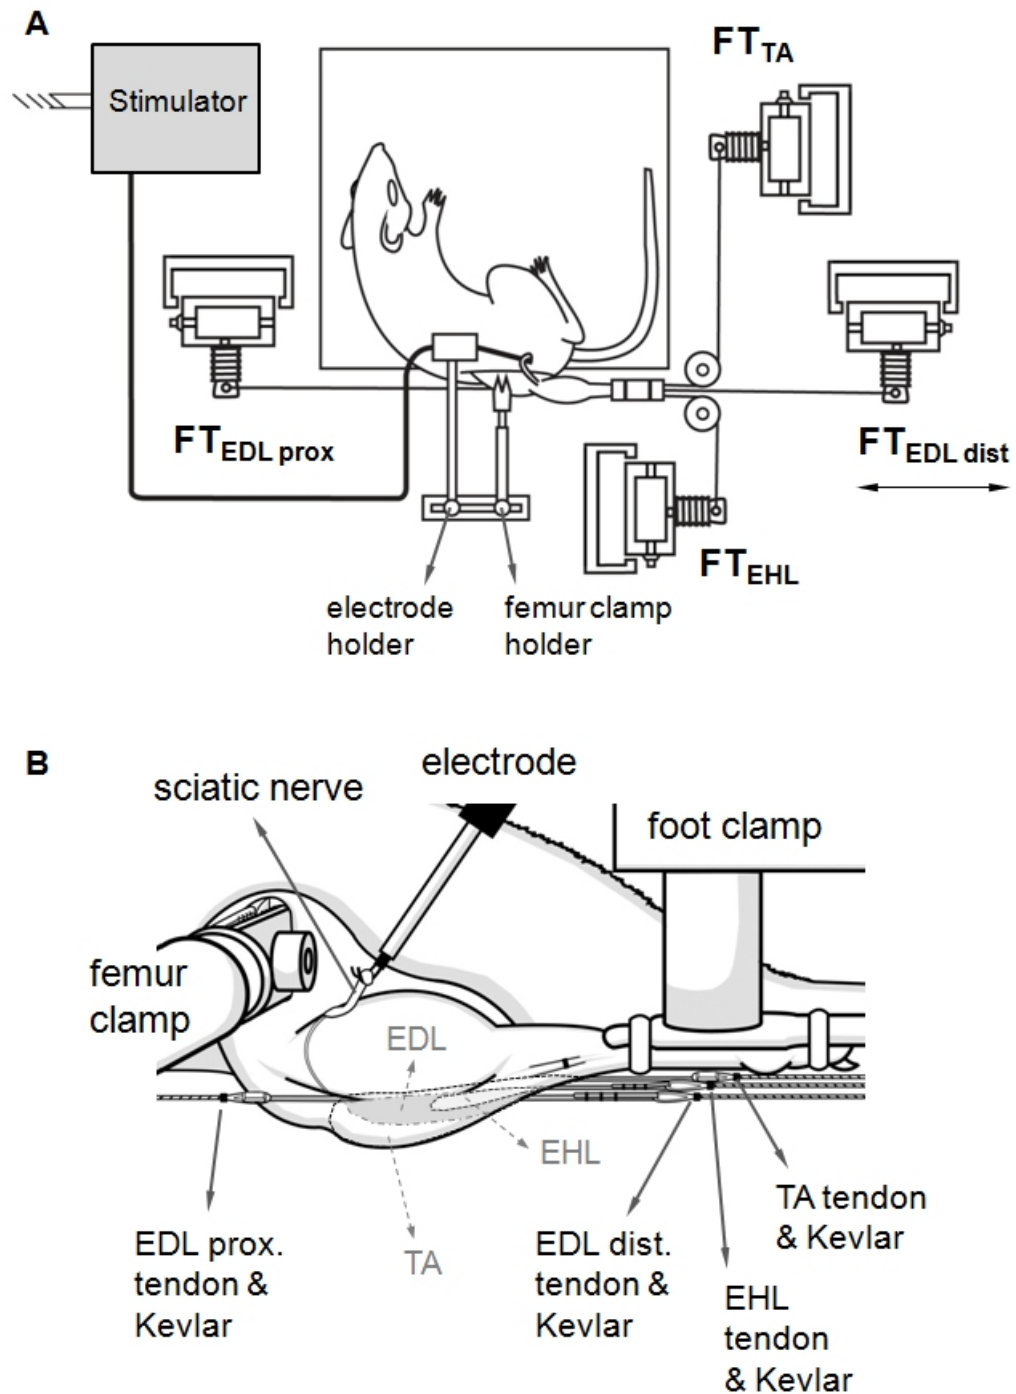 A
Stimulator
FTTA
FTEDL prox
FTEDL dist
FTEHL
electrode
holder
femur clamp
holder
B
sciatic nerve
electrode
foot clamp
femur
clamp
EDL
EHL
TA
EDL prox.
tendon &
Kevlar
EDL dist.
tendon &
Kevlar
TA tendon
& Kevlar
EHL
tendon
& Kevlar